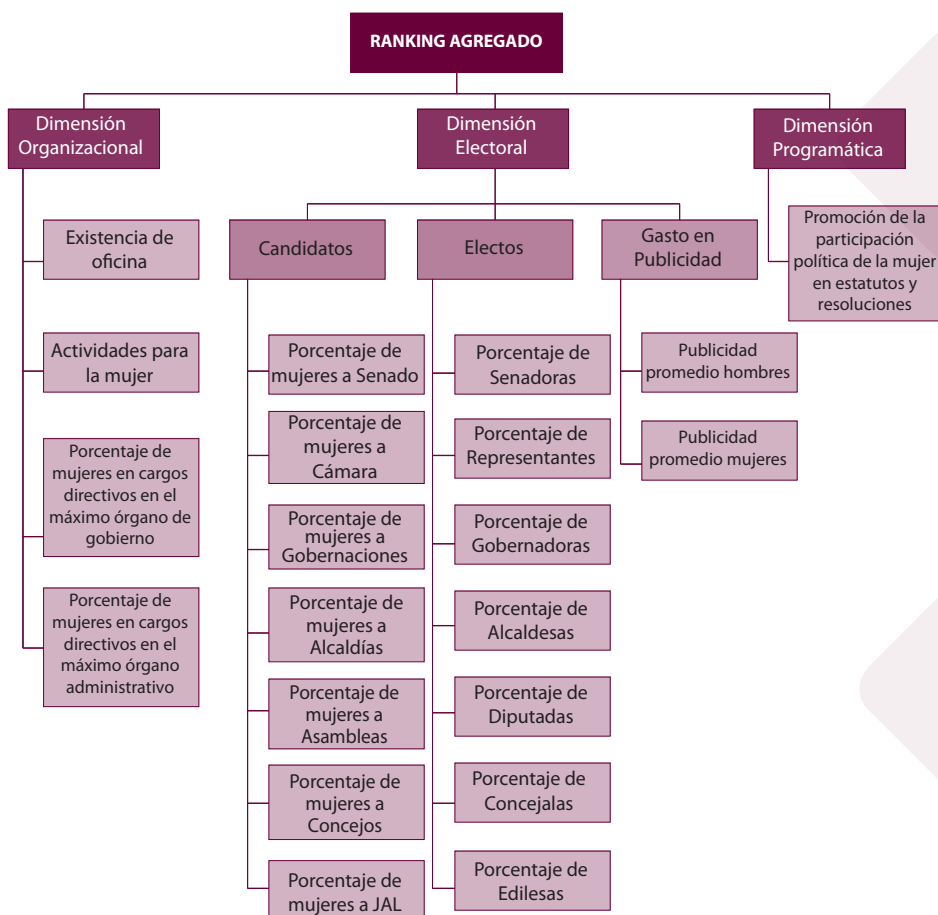 RANKING AGREGADO
Dimensión
Organizacional
Dimensión
Electoral
Dimensión
Programática
Existencia de
oficina
Actividades para
la mujer
Porcentaje de
mujeres en cargos
directivos en el
máximo órgano de
gobierno
Porcentaje de
mujeres en cargos
directivos en el
máximo órgano
administrativo
Candidatos
Porcentaje de
mujeres a Senado
Porcentaje de
mujeres a
Cámara
Porcentaje de
mujeres a
Gobernaciones
Porcentaje de
mujeres a
Alcaldías
Porcentaje de
mujeres a
Asambleas
Porcentaje de
mujeres a
Concejos
Porcentaje de
mujeres a JAL
Electos
Porcentaje de
Senadoras
Porcentaje de
Representantes
Porcentaje de
Gobernadoras
Porcentaje de
Alcaldesas
Porcentaje de
Diputadas
Porcentaje de
Concejalas
Porcentaje de
Edilesas
Gasto en
Publicidad
Publicidad
promedio hombres
Publicidad
promedio mujeres
Promoción de la
participación
política de la mujer
en estatutos y
resoluciones